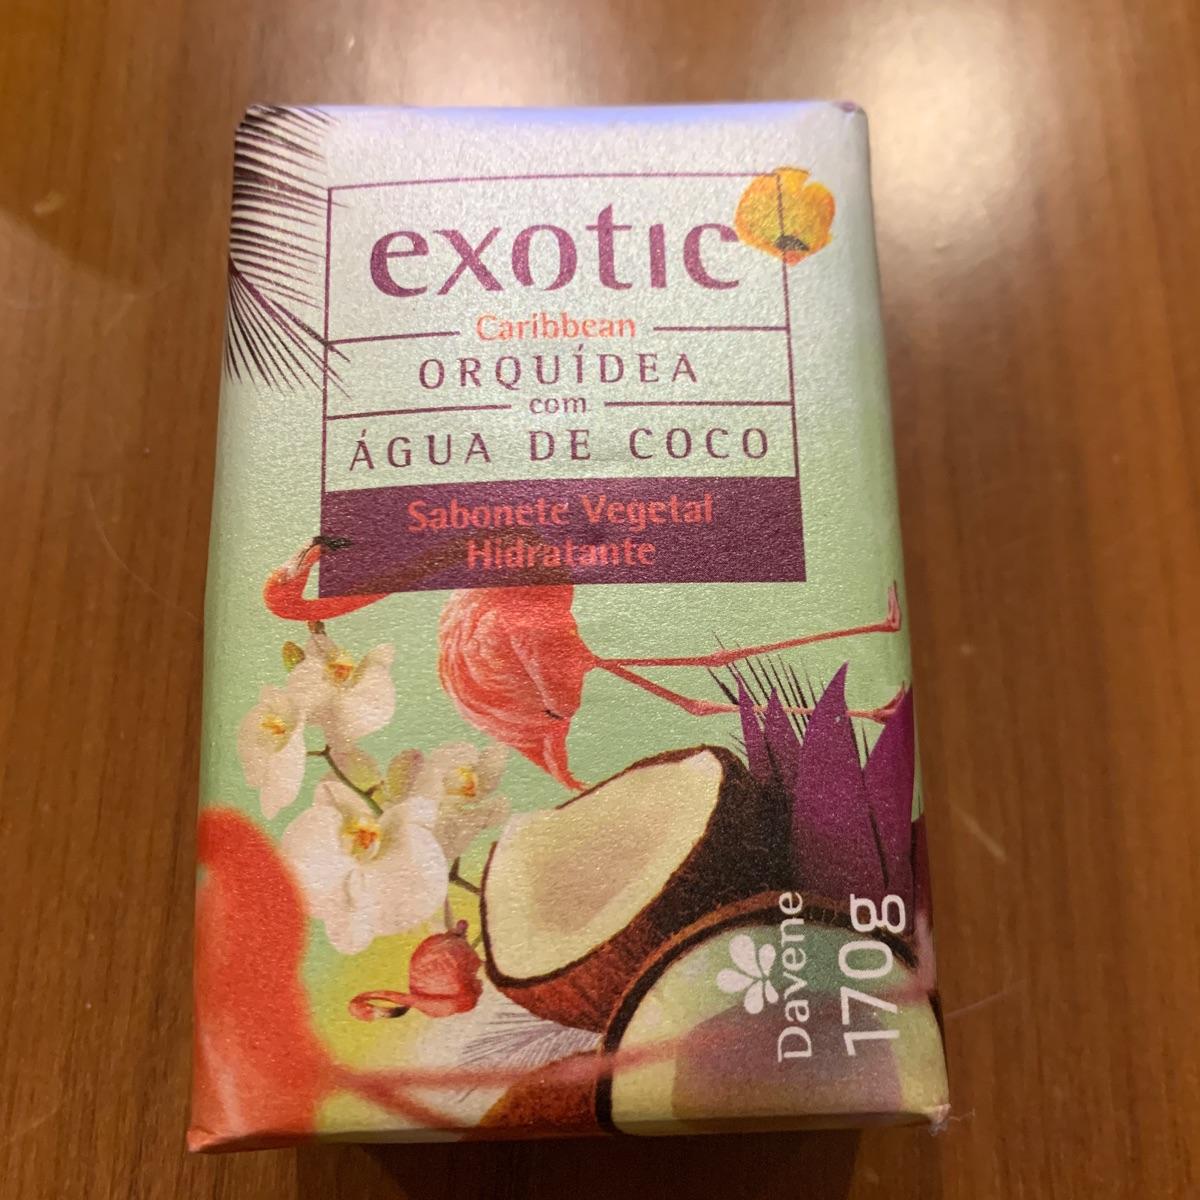 exotic
Caribbean
ORQUÍDEA
com
ÁGUA DE COCO
Sabonete Vegetal
Hidratante
Davene
170g